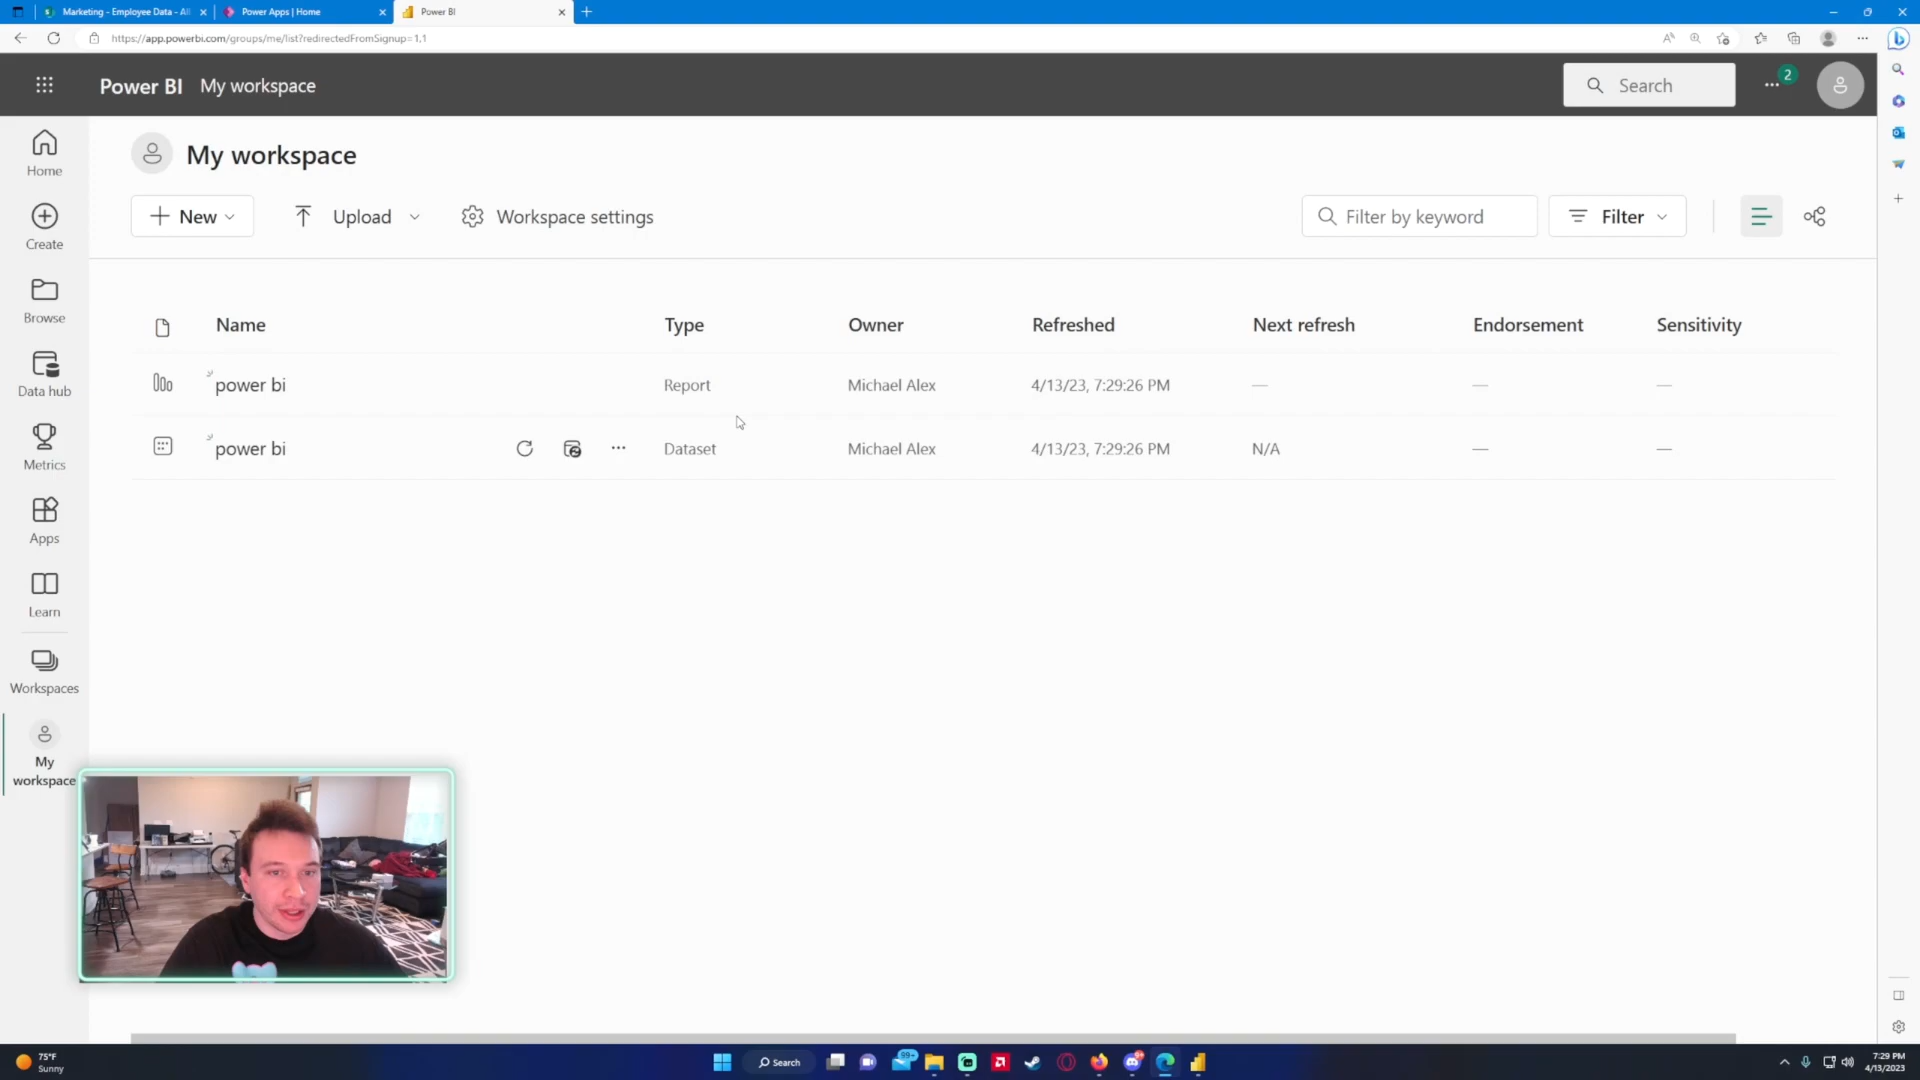 Marketing - Employee Data - All
Power Apps | Home
Power BI
https://app.powerbi.com/groups/me/list?redirectedFromSignup=1,1
Power BI My workspace
Search
2
Home
Create
Browse
Data hub
Metrics
Apps
Learn
Workspaces
My
workspace
My workspace
New
Upload
Workspace settings
Filter by keyword
Filter
Name Type Owner Refreshed Next refresh Endorsement Sensitivity
power bi Report Michael Alex 4/13/23, 7:29:26 PM — — —
power bi Dataset Michael Alex 4/13/23, 7:29:26 PM N/A — —
75°F
Sunny
Search
99+
7:29 PM
4/13/2023